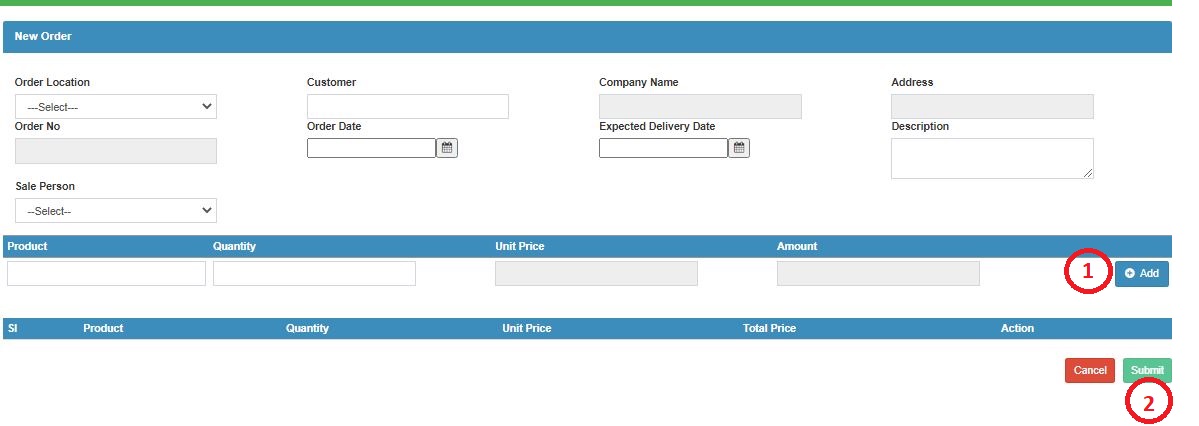 New Order
Order Location Customer Company Name Address
---Select---
Order No Order Date Expected Delivery Date Description
Sale Person
--Select--
Product Quantity Unit Price Amount
1 Add
Sl Product Quantity Unit Price Total Price Action
Cancel Submit
2